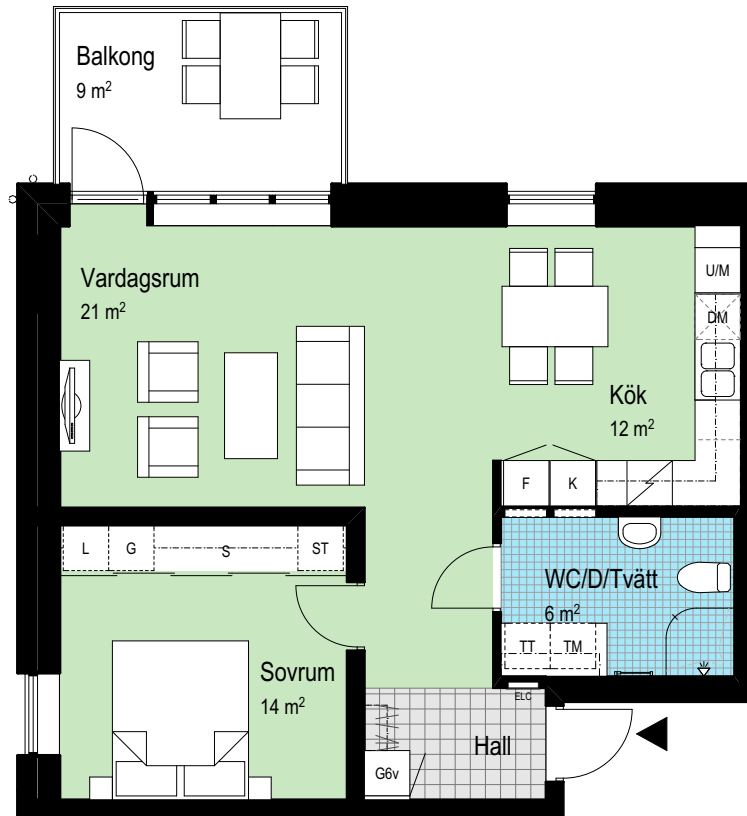 Balkong
9 m²
Vardagsrum
21 m²
U/M
DM
Kök
12 m²
F
K
L
G
S
ST
WC/D/Tvätt
6 m²
TT
TM
Sovrum
14 m²
ELC
Hall
G6v